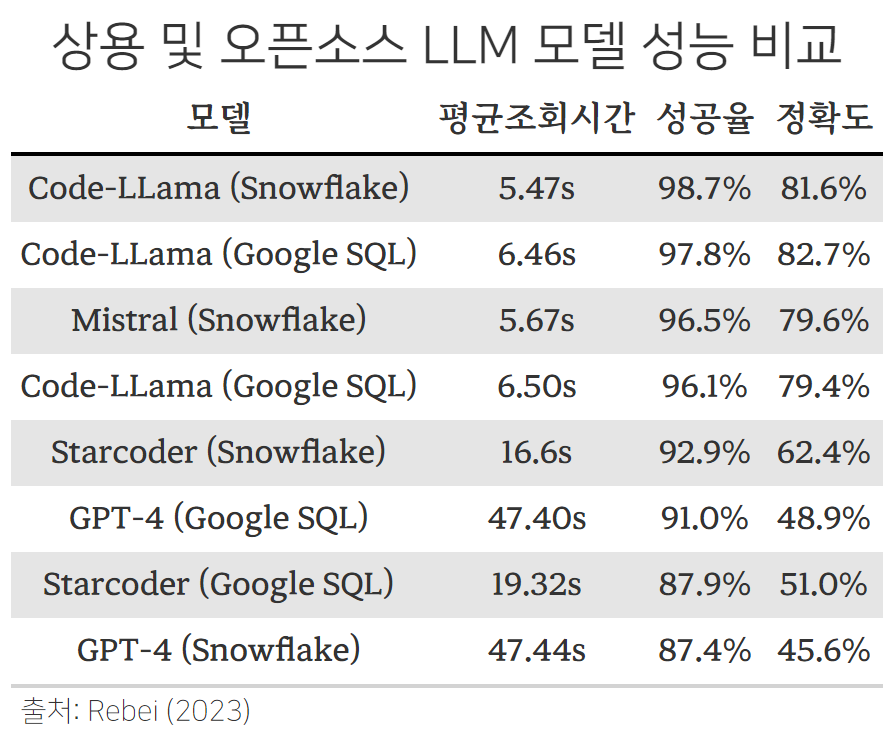 상용 및 오픈소스 LLM 모델 성능 비교
모델 평균조회시간 성공율 정확도
Code-LLama (Snowflake) 5.47s 98.7% 81.6%
Code-LLama (Google SQL) 6.46s 97.8% 82.7%
Mistral (Snowflake) 5.67s 96.5% 79.6%
Code-LLama (Google SQL) 6.50s 96.1% 79.4%
Starcoder (Snowflake) 16.6s 92.9% 62.4%
GPT-4 (Google SQL) 47.40s 91.0% 48.9%
Starcoder (Google SQL) 19.32s 87.9% 51.0%
GPT-4 (Snowflake) 47.44s 87.4% 45.6%
출처: Rebei (2023)